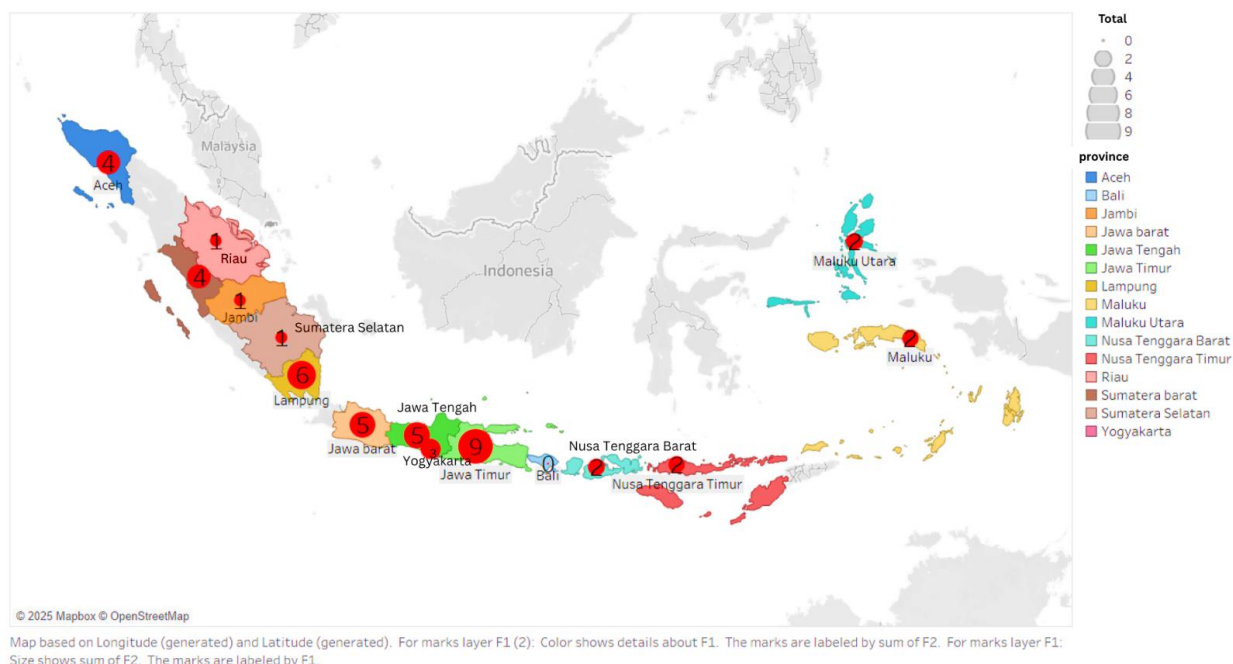 Total
0
2
4
6
8
9
province
Aceh
Bali
Jambi
Jawa barat
Jawa Tengah
Jawa Timur
Lampung
Maluku
Maluku Utara
Nusa Tenggara Barat
Nusa Tenggara Timur
Riau
Sumatera barat
Sumatera Selatan
Yogyakarta
Malaysia
4
Aceh
1
Riau
4
1
Jambi
1
Sumatera Selatan
6
Lampung
Indonesia
2
Maluku Utara
2
Maluku
5
Jawa barat
Jawa Tengah
5
3
Yogyakarta
9
Jawa Timur
0
Bali
Nusa Tenggara Barat
2
2
Nusa Tenggara Timur
© 2025 Mapbox © OpenStreetMap
Map based on Longitude (generated) and Latitude (generated). For marks layer F1 (2): Color shows details about F1. The marks are labeled by sum of F2. For marks layer F1:
Size shows sum of F2. The marks are labeled by F1.